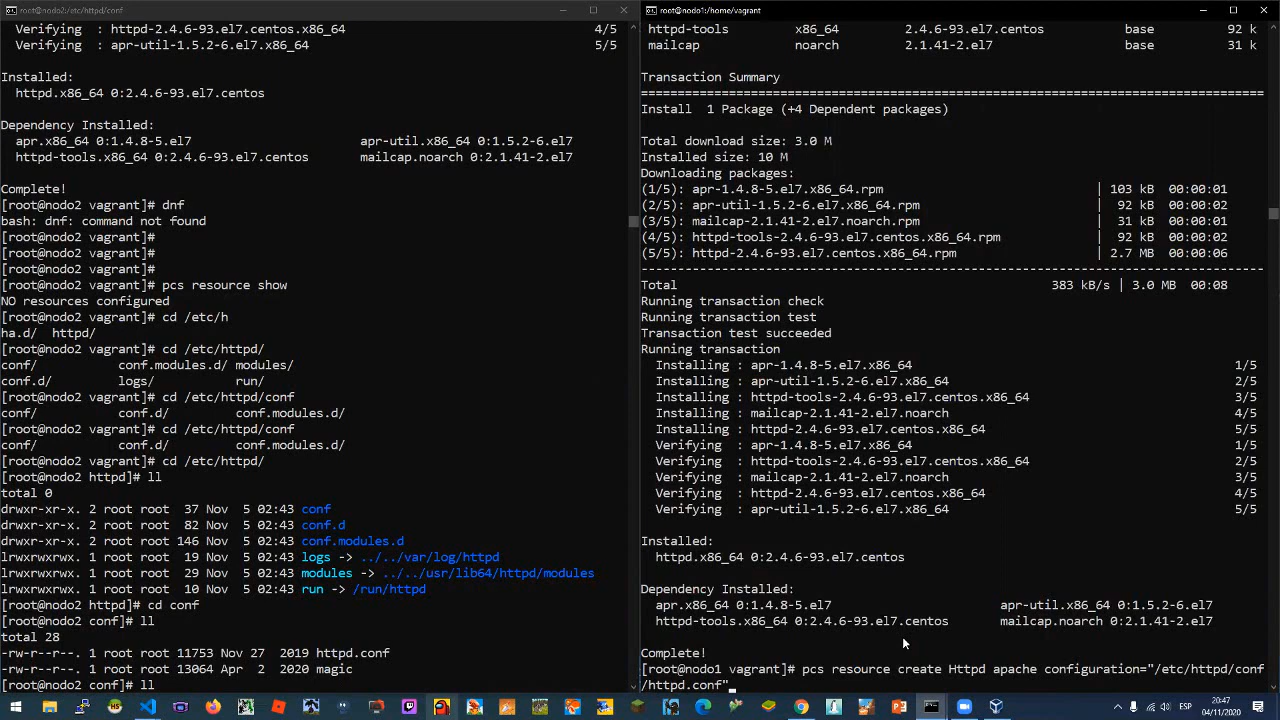 root@nodo2:/etc/httpd/conf
  Verifying  : httpd-2.4.6-93.el7.centos.x86_64                                  4/5
  Verifying  : apr-util-1.5.2-6.el7.x86_64                                       5/5
Installed:
  httpd.x86_64 0:2.4.6-93.el7.centos
Dependency Installed:
  apr.x86_64 0:1.4.8-5.el7                       apr-util.x86_64 0:1.5.2-6.el7
  httpd-tools.x86_64 0:2.4.6-93.el7.centos       mailcap.noarch 0:2.1.41-2.el7
Complete!
[root@nodo2 vagrant]# dnf
bash: dnf: command not found
[root@nodo2 vagrant]#
[root@nodo2 vagrant]#
[root@nodo2 vagrant]#
[root@nodo2 vagrant]# pcs resource show
NO resources configured
[root@nodo2 vagrant]# cd /etc/h
ha.d/  httpd/
[root@nodo2 vagrant]# cd /etc/httpd/
conf/           conf.modules.d/ modules/
conf.d/         logs/           run/
[root@nodo2 vagrant]# cd /etc/httpd/conf
conf/           conf.d/         conf.modules.d/
[root@nodo2 vagrant]# cd /etc/httpd/conf
conf/           conf.d/         conf.modules.d/
[root@nodo2 vagrant]# cd /etc/httpd/
[root@nodo2 httpd]# ll
total 0
drwxr-xr-x. 2 root root  37 Nov  5 02:43 conf
drwxr-xr-x. 2 root root  82 Nov  5 02:43 conf.d
drwxr-xr-x. 2 root root 146 Nov  5 02:43 conf.modules.d
lrwxrwxrwx. 1 root root  19 Nov  5 02:43 logs -> ../../var/log/httpd
lrwxrwxrwx. 1 root root  29 Nov  5 02:43 modules -> ../../usr/lib64/httpd/modules
lrwxrwxrwx. 1 root root  10 Nov  5 02:43 run -> /run/httpd
[root@nodo2 httpd]# cd conf
[root@nodo2 conf]# ll
total 28
-rw-r--r--. 1 root root 11753 Nov 27  2019 httpd.conf
-rw-r--r--. 1 root root 13064 Apr  2  2020 magic
[root@nodo2 conf]# ll
root@nodo1:/home/vagrant
  httpd-tools        x86_64         2.4.6-93.el7.centos         base          92 k
  mailcap            noarch         2.1.41-2.el7                base          31 k
Transaction Summary
======================================================================================
Install  1 Package (+4 Dependent packages)
Total download size: 3.0 M
Installed size: 10 M
Downloading packages:
(1/5): apr-1.4.8-5.el7.x86_64.rpm                             | 103 kB  00:00:01
(2/5): apr-util-1.5.2-6.el7.x86_64.rpm                        |  92 kB  00:00:02
(3/5): mailcap-2.1.41-2.el7.noarch.rpm                        |  31 kB  00:00:01
(4/5): httpd-tools-2.4.6-93.el7.centos.x86_64.rpm             |  92 kB  00:00:02
(5/5): httpd-2.4.6-93.el7.centos.x86_64.rpm                   | 2.7 MB  00:00:06
--------------------------------------------------------------------------------------
Total                                                383 kB/s | 3.0 MB  00:08
Running transaction check
Running transaction test
Transaction test succeeded
Running transaction
  Installing : apr-1.4.8-5.el7.x86_64                                            1/5
  Installing : apr-util-1.5.2-6.el7.x86_64                                       2/5
  Installing : httpd-tools-2.4.6-93.el7.centos.x86_64                            3/5
  Installing : mailcap-2.1.41-2.el7.noarch                                       4/5
  Installing : httpd-2.4.6-93.el7.centos.x86_64                                  5/5
  Verifying  : apr-1.4.8-5.el7.x86_64                                            1/5
  Verifying  : httpd-tools-2.4.6-93.el7.centos.x86_64                            2/5
  Verifying  : mailcap-2.1.41-2.el7.noarch                                       3/5
  Verifying  : httpd-2.4.6-93.el7.centos.x86_64                                  4/5
  Verifying  : apr-util-1.5.2-6.el7.x86_64                                       5/5
Installed:
  httpd.x86_64 0:2.4.6-93.el7.centos
Dependency Installed:
  apr.x86_64 0:1.4.8-5.el7                       apr-util.x86_64 0:1.5.2-6.el7
  httpd-tools.x86_64 0:2.4.6-93.el7.centos       mailcap.noarch 0:2.1.41-2.el7
Complete!
[root@nodo1 vagrant]# pcs resource create Httpd apache configuration="/etc/httpd/conf
/httpd.conf"
ESP
20:47
04/11/2020